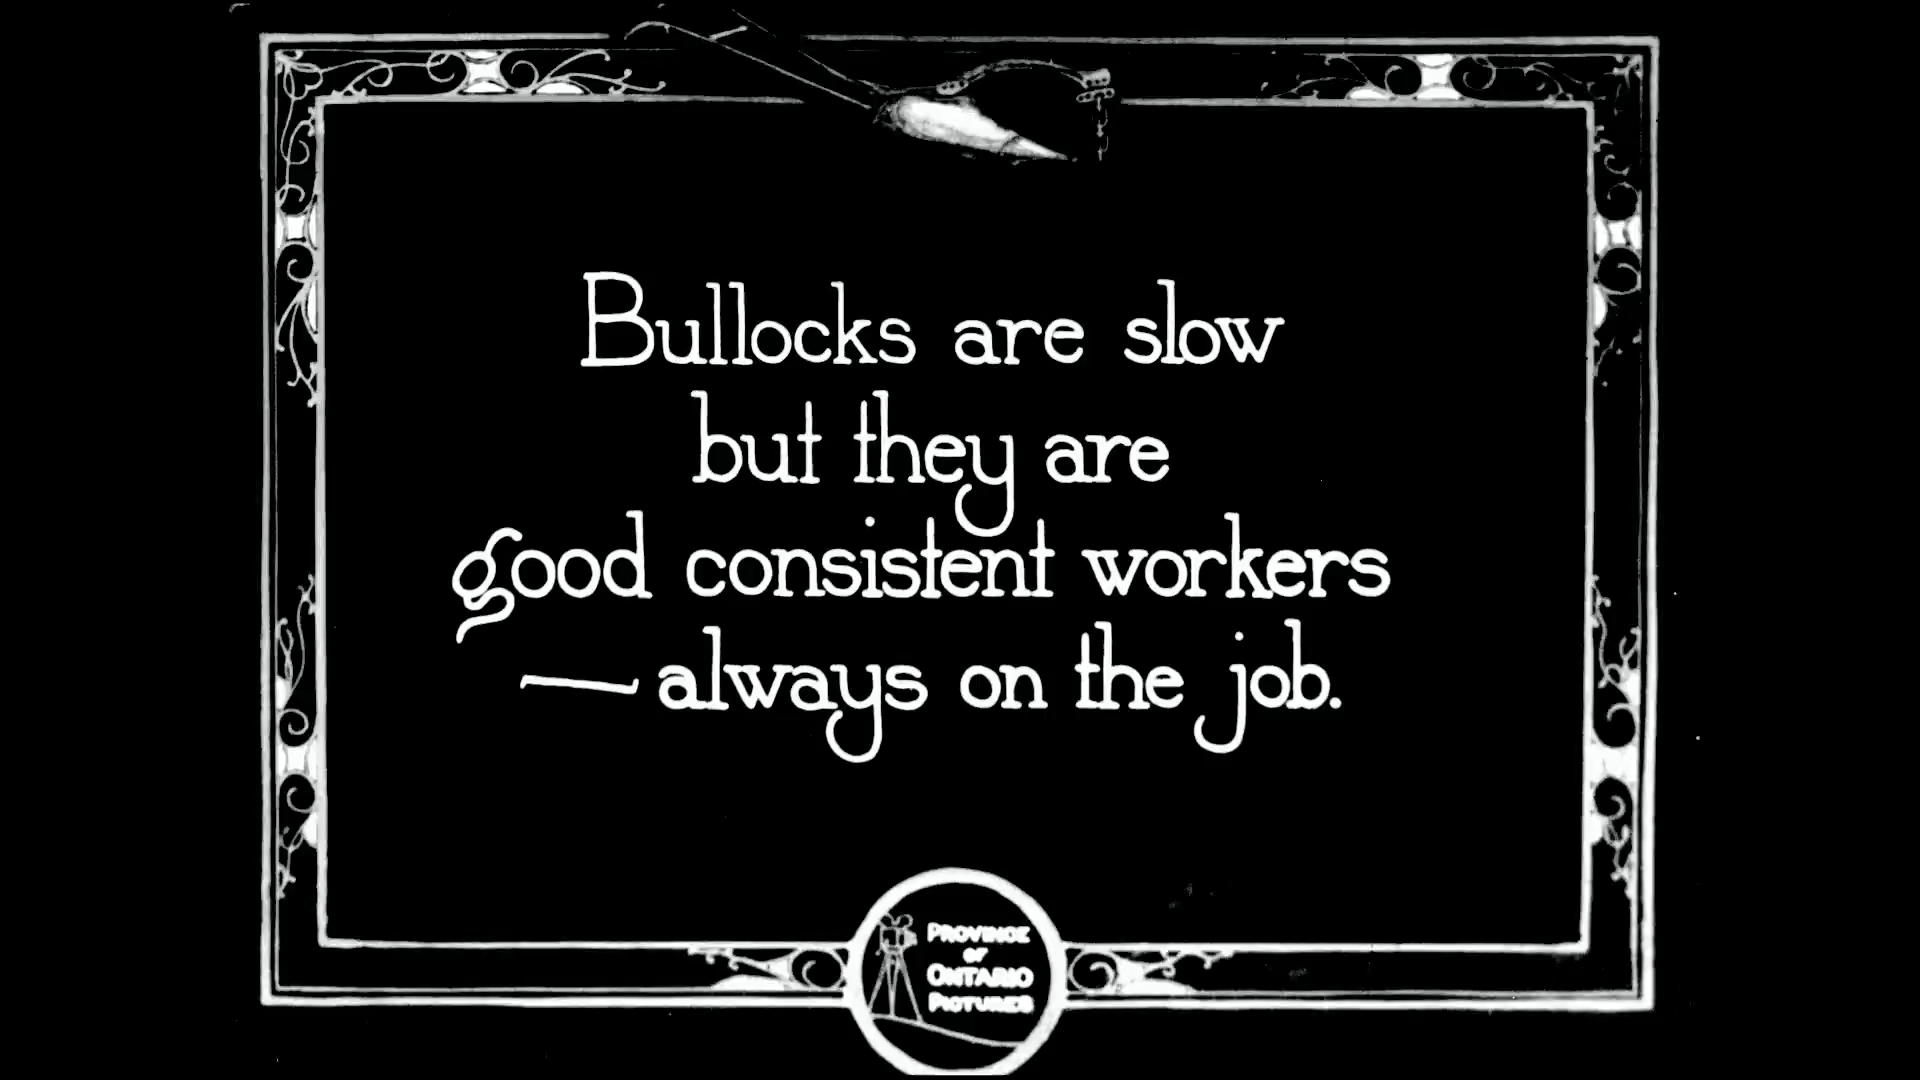 Bullocks are slow
but they are
good consistent workers
— always on the job.
PROVINCE
OF
ONTARIO
PICTURES